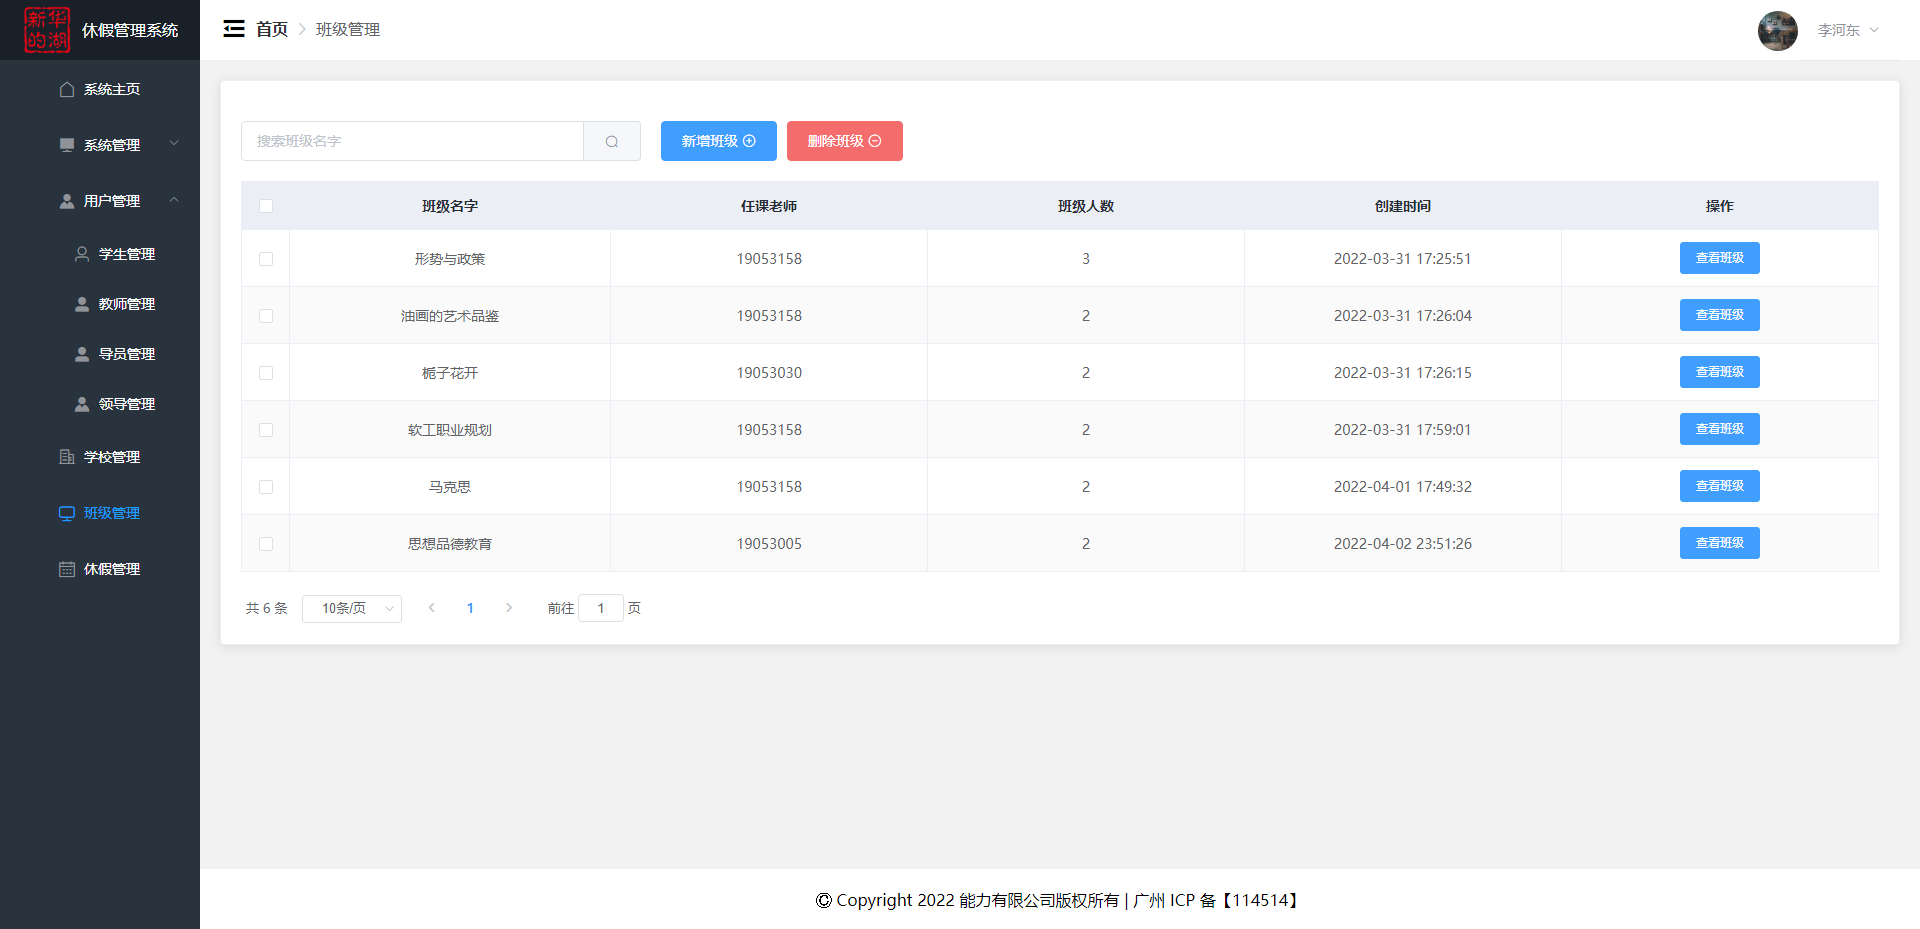 新华
的湖
休假管理系统
系统主页
系统管理
用户管理
学生管理
教师管理
导员管理
领导管理
学校管理
班级管理
休假管理
首页 班级管理
李河东
搜索班级名字 新增班级 删除班级
班级名字 任课老师 班级人数 创建时间 操作
形势与政策 19053158 3 2022-03-31 17:25:51 查看班级
油画的艺术品鉴 19053158 2 2022-03-31 17:26:04 查看班级
栀子花开 19053030 2 2022-03-31 17:26:15 查看班级
软工职业规划 19053158 2 2022-03-31 17:59:01 查看班级
马克思 19053158 2 2022-04-01 17:49:32 查看班级
思想品德教育 19053005 2 2022-04-02 23:51:26 查看班级
共 6 条 10条/页 1 前往 1 页
© Copyright 2022 能力有限公司版权所有 | 广州 ICP 备【114514】